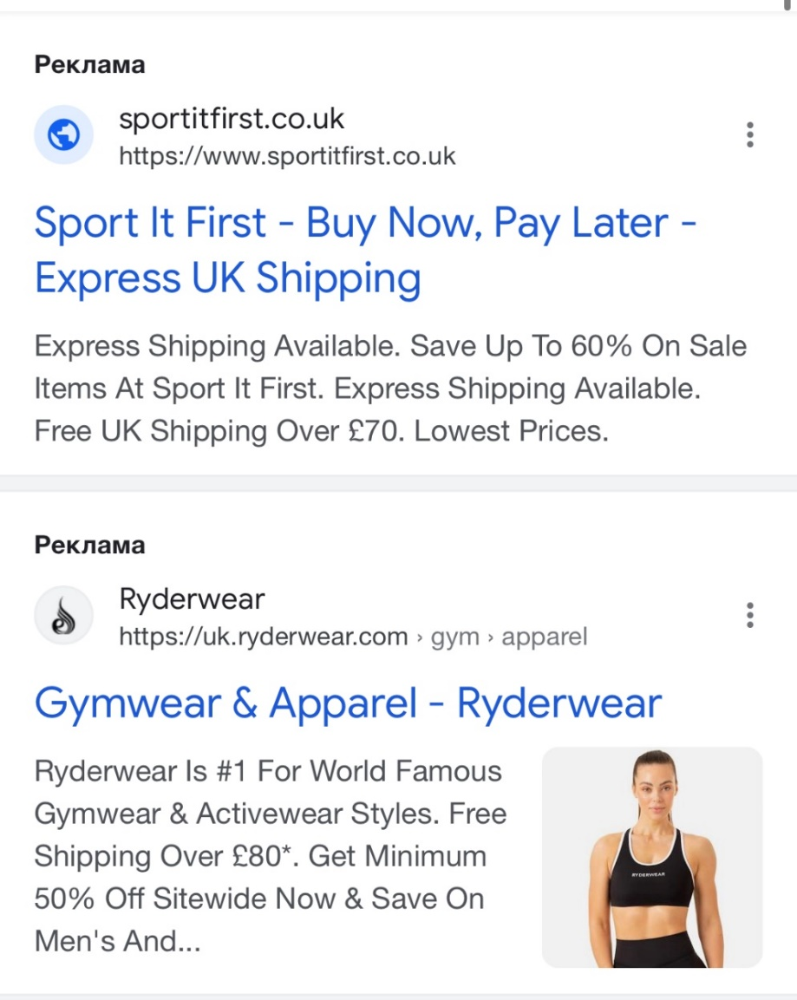 Реклама
sportitfirst.co.uk
https://www.sportitfirst.co.uk
Sport It First - Buy Now, Pay Later -
Express UK Shipping
Express Shipping Available. Save Up To 60% On Sale
Items At Sport It First. Express Shipping Available.
Free UK Shipping Over £70. Lowest Prices.
Реклама
Ryderwear
https://uk.ryderwear.com › gym › apparel
Gymwear & Apparel - Ryderwear
Ryderwear Is #1 For World Famous
Gymwear & Activewear Styles. Free
Shipping Over £80*. Get Minimum
50% Off Sitewide Now & Save On
Men's And...
RYDERWEAR